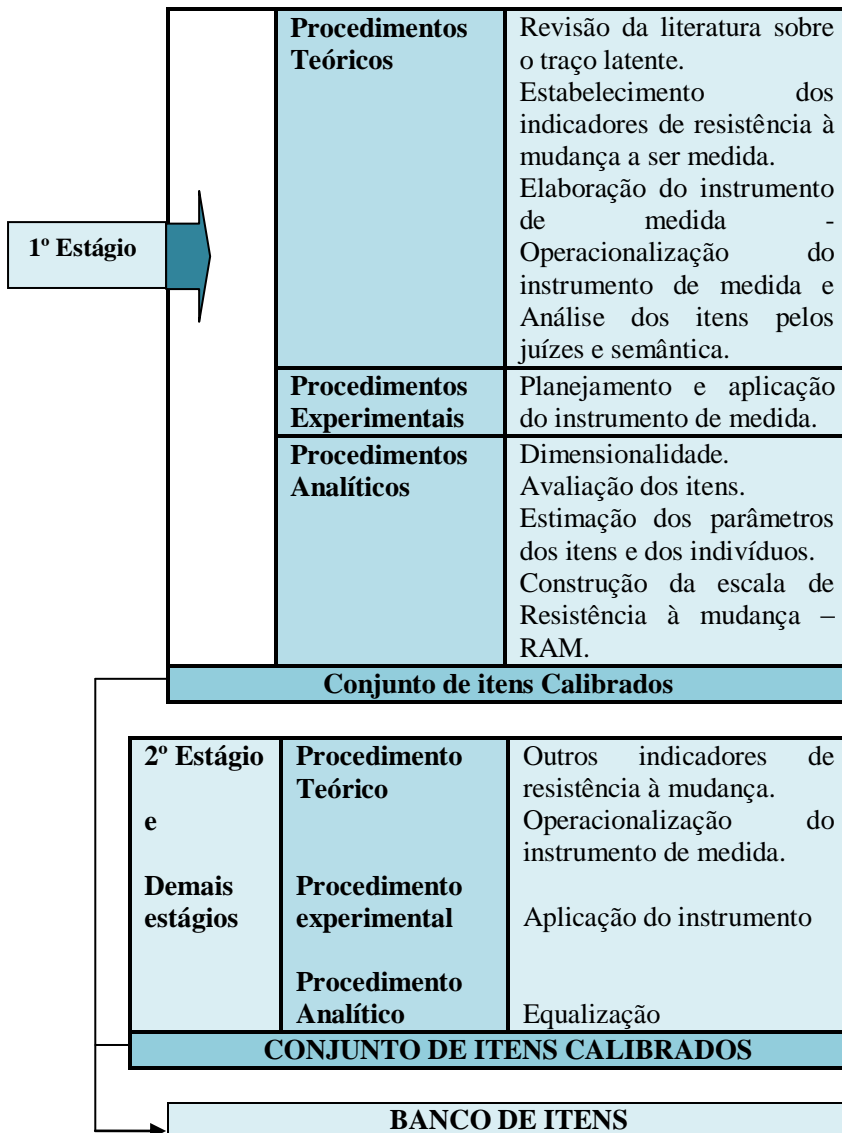 1º Estágio
Procedimentos
Teóricos
Revisão da literatura sobre
o traço latente.
Estabelecimento dos
indicadores de resistência à
mudança a ser medida.
Elaboração do instrumento
de medida -
Operacionalização do
instrumento de medida e
Análise dos itens pelos
juízes e semântica.
Procedimentos
Experimentais
Planejamento e aplicação
do instrumento de medida.
Procedimentos
Analíticos
Dimensionalidade.
Avaliação dos itens.
Estimação dos parâmetros
dos itens e dos indivíduos.
Construção da escala de
Resistência à mudança –
RAM.
Conjunto de itens Calibrados
2º Estágio
e
Demais
estágios
Procedimento
Teórico
Outros indicadores de
resistência à mudança.
Operacionalização do
instrumento de medida.
Procedimento
experimental
Aplicação do instrumento
Procedimento
Analítico
Equalização
CONJUNTO DE ITENS CALIBRADOS
BANCO DE ITENS